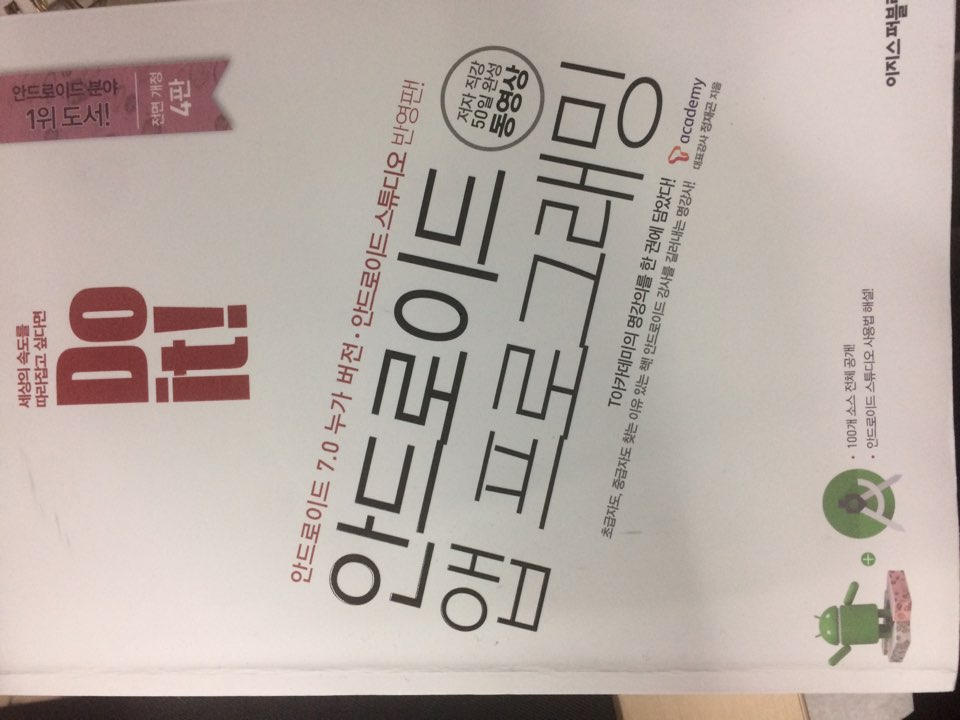 안드로이드 분야
1위 도서!
전면 개정
4판
세상의 속도를
따라잡고 싶다면
Do
it!
안드로이드 7.0 누가 버전 · 안드로이드 스튜디오 반영판!
안드로이드
앱 프로그래밍
저자 직강
50일 완성
동영상
T아카데미의 명강의를 한 권에 담았다!
초급자도, 중급자도 찾는 이유 있는 책! 안드로이드 강사를 길러내는 명강사!
T academy
대표강사 정재곤 지음
· 100개 소스 전체 공개!
· 안드로이드 스튜디오 사용법 해설!
이지스 퍼블